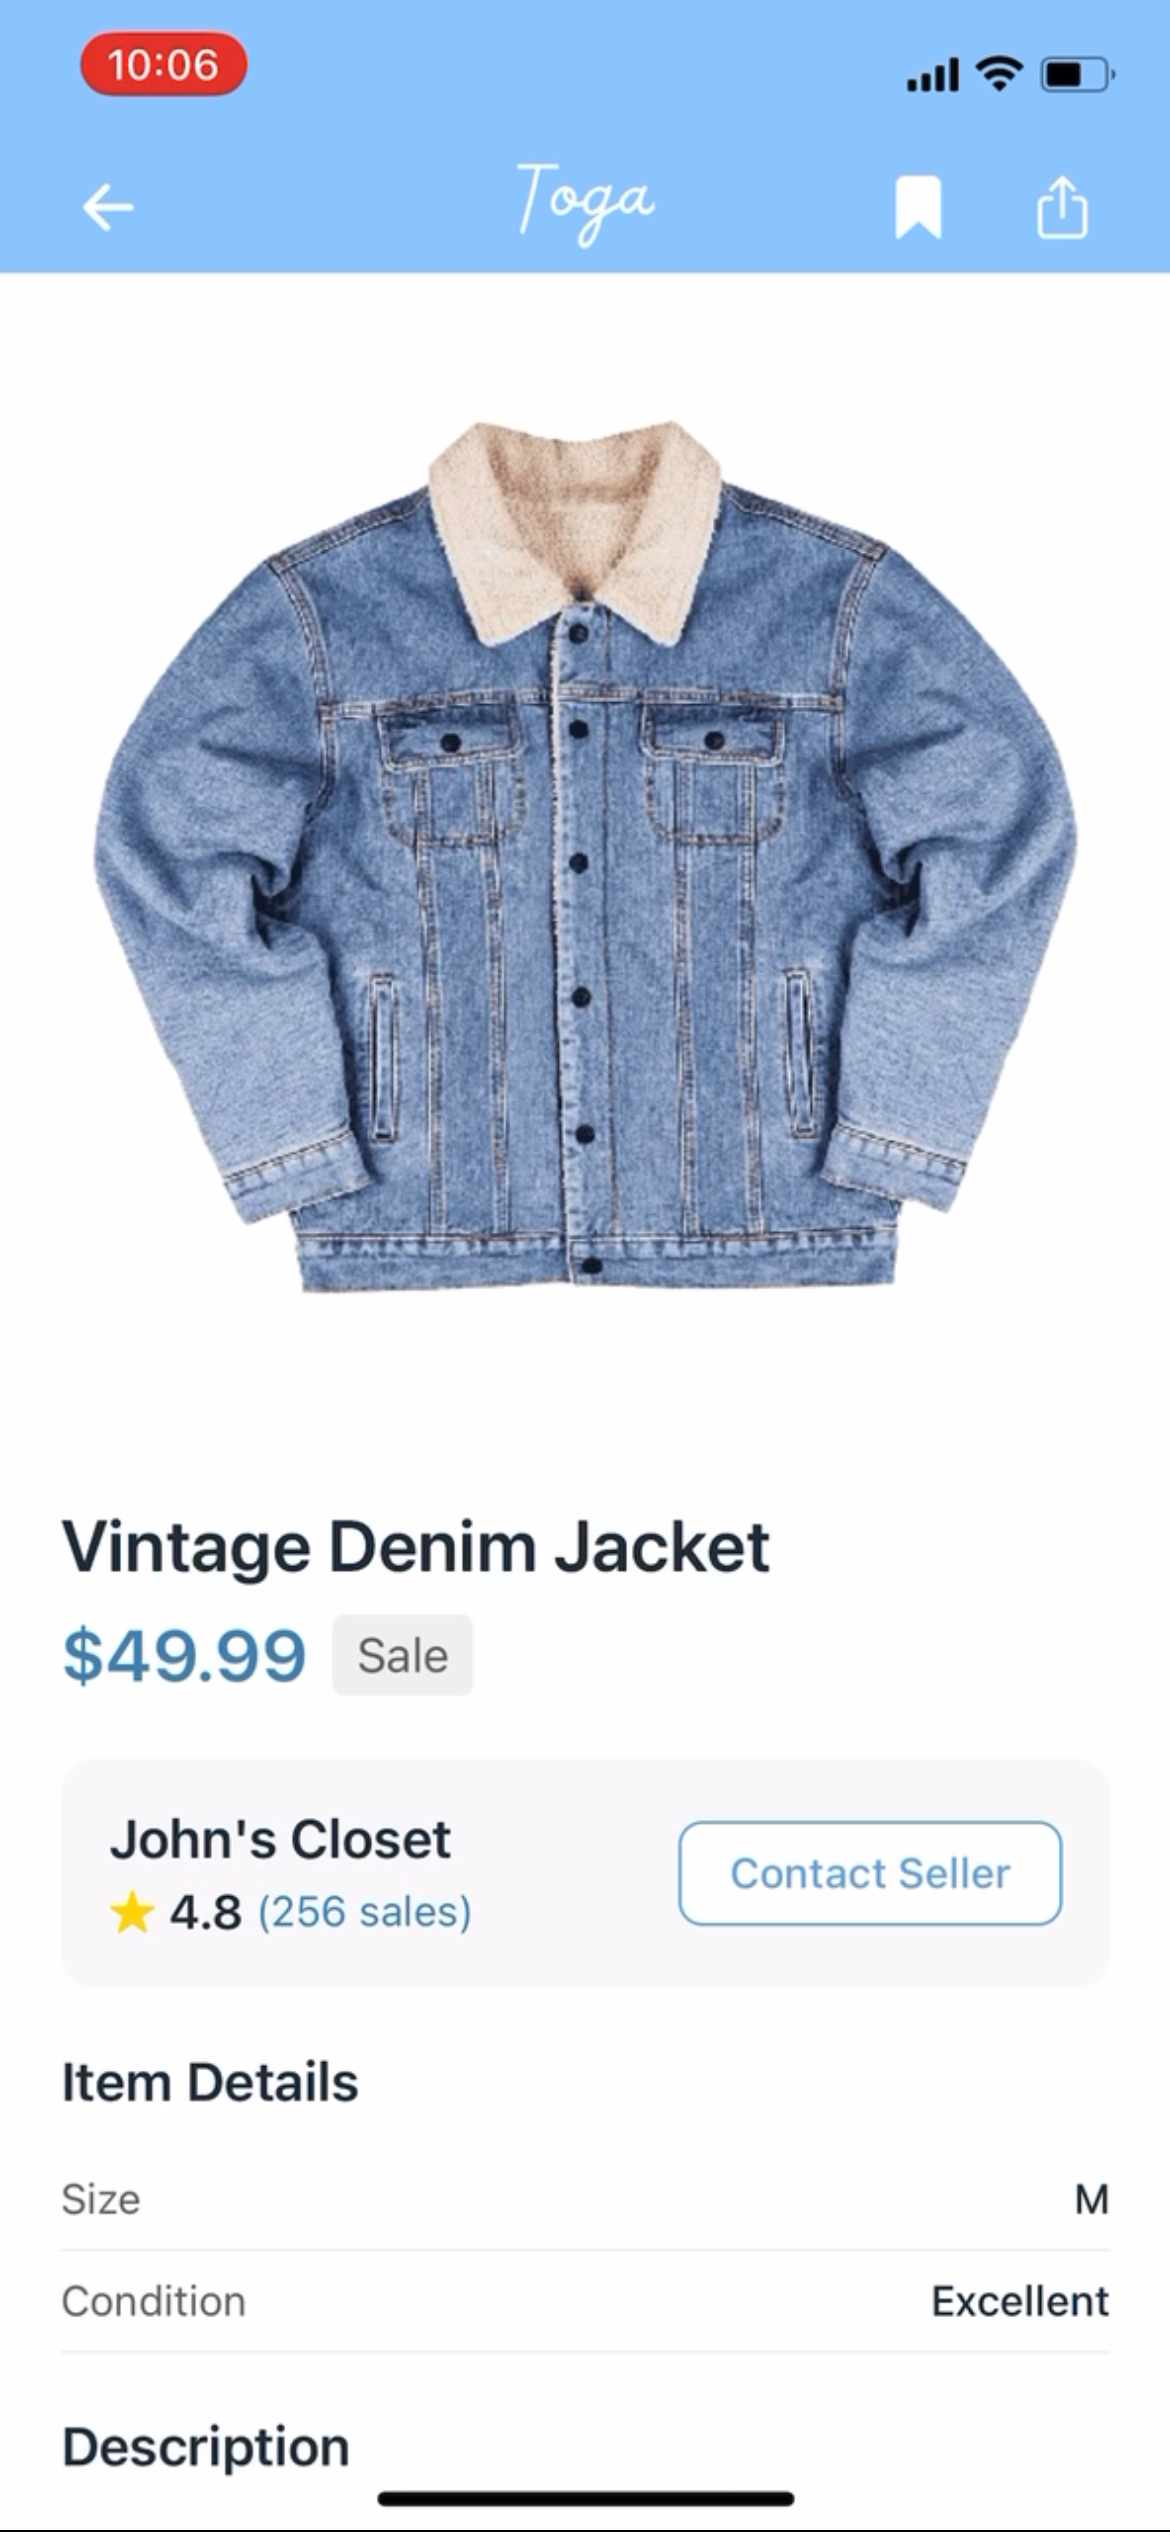 10:06
Toga
Vintage Denim Jacket
$49.99 Sale
John's Closet
4.8 (256 sales)
Contact Seller
Item Details
Size M
Condition Excellent
Description